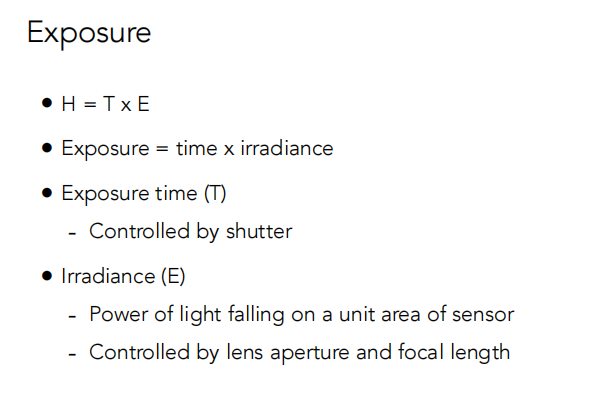 Exposure
• H = T x E
• Exposure = time x irradiance
• Exposure time (T)
- Controlled by shutter
• Irradiance (E)
- Power of light falling on a unit area of sensor
- Controlled by lens aperture and focal length